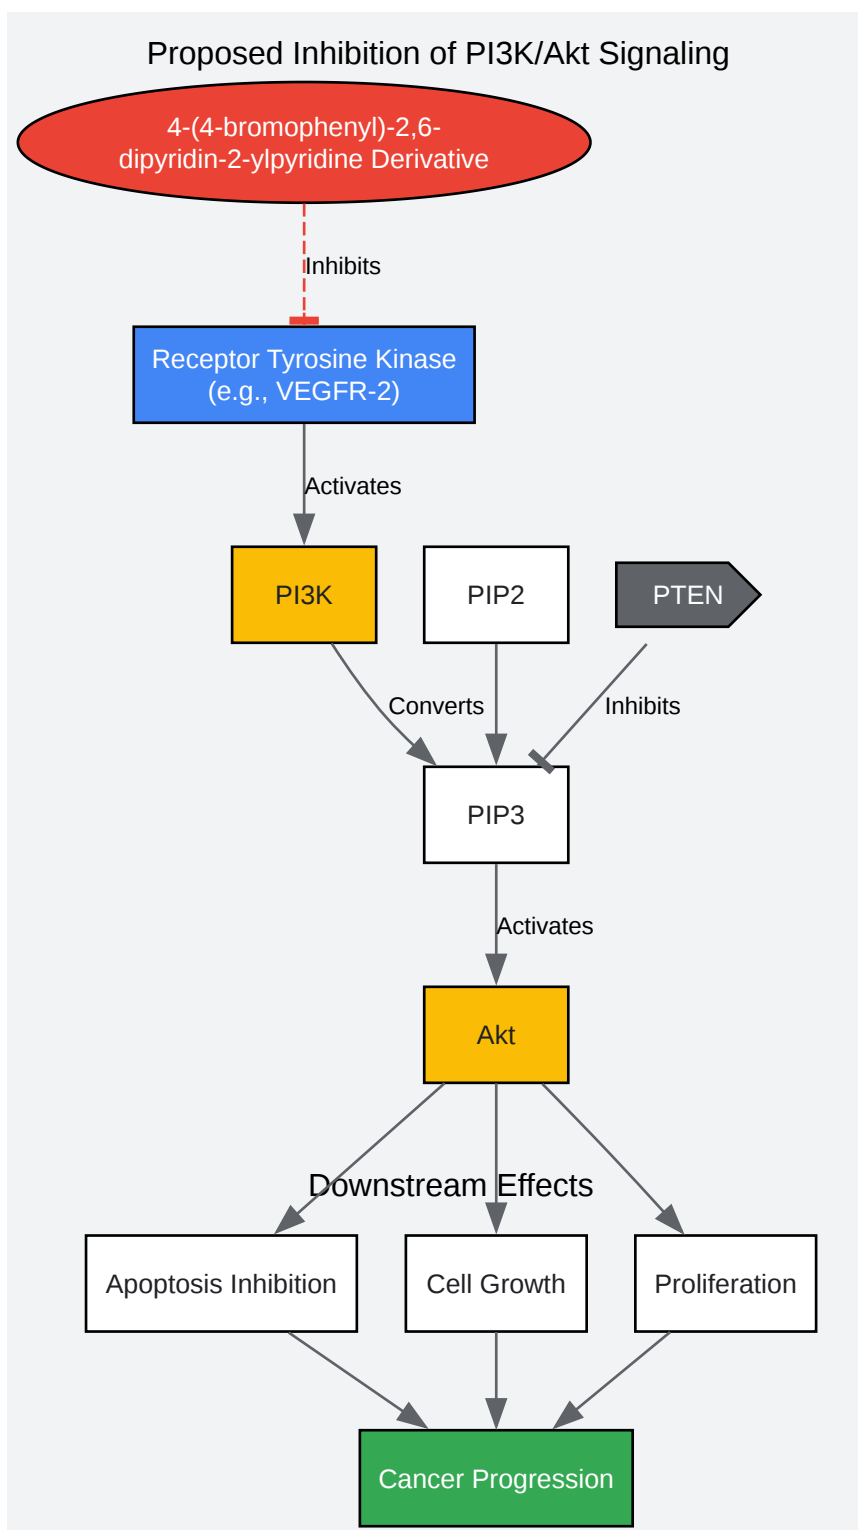 Proposed Inhibition of PI3K/Akt Signaling
4-(4-bromophenyl)-2,6-
dipyridin-2-ylpyridine Derivative
Inhibits
Receptor Tyrosine Kinase
(e.g., VEGFR-2)
Activates
PI3K
PIP2
PTEN
Converts
Inhibits
PIP3
Activates
Akt
Downstream Effects
Apoptosis Inhibition
Cell Growth
Proliferation
Cancer Progression